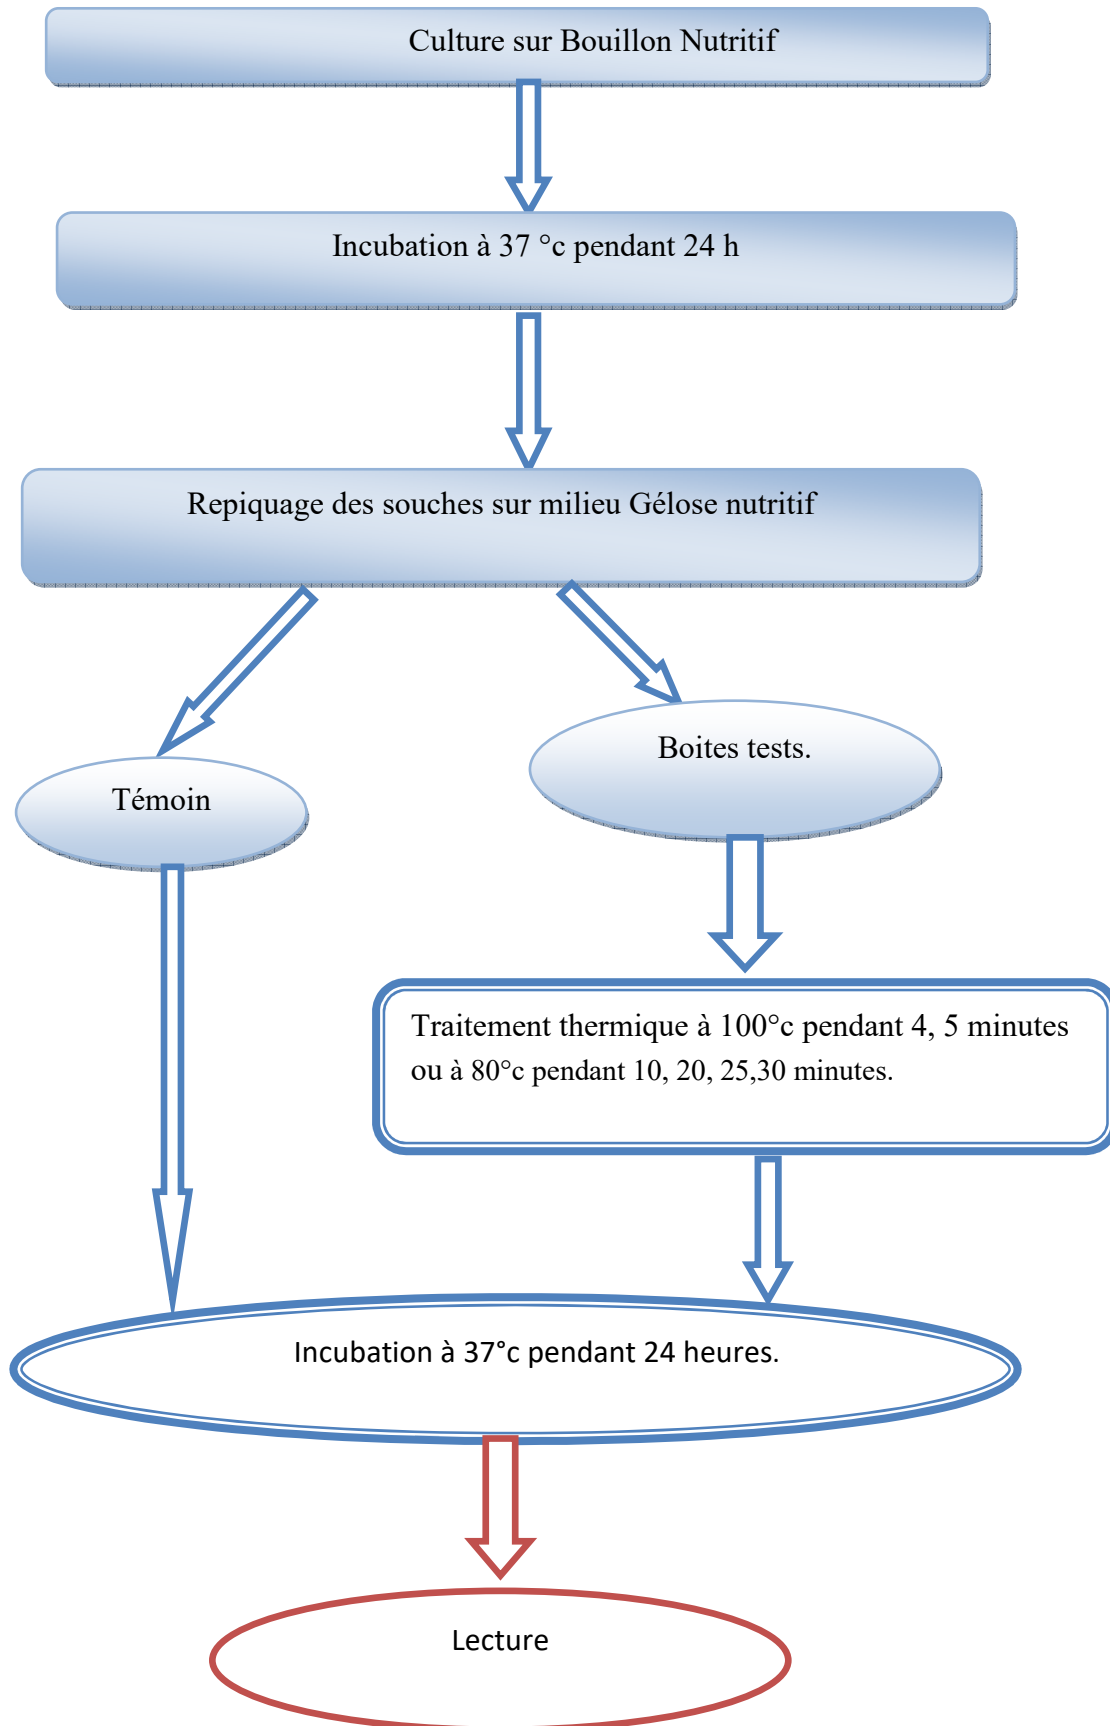 Culture sur Bouillon Nutritif
Incubation à 37 °c pendant 24 h
Repiquage des souches sur milieu Gélose nutritif
Témoin
Boites tests.
Traitement thermique à 100°c pendant 4, 5 minutes
ou à 80°c pendant 10, 20, 25,30 minutes.
Incubation à 37°c pendant 24 heures.
Lecture